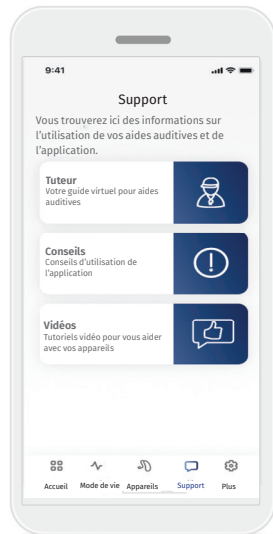 9:41
Support
Vous trouverez ici des informations sur
l'utilisation de vos aides auditives et de
l'application.
Tuteur
Votre guide virtuel pour aides
auditives
Conseils
Conseils d'utilisation de
l'application
Vidéos
Tutoriels vidéo pour vous aider
avec vos appareils
Accueil Mode de vie Appareils Support Plus